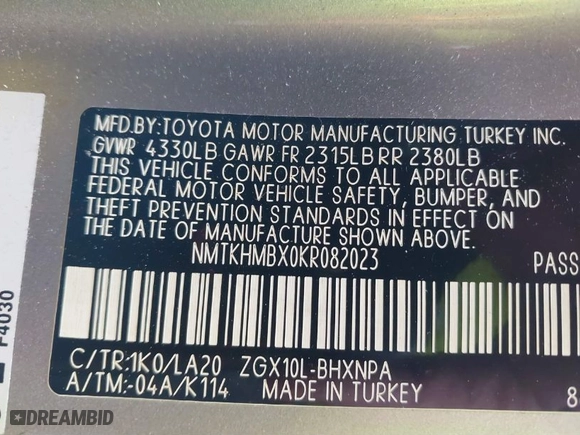 MFD.BY:TOYOTA MOTOR MANUFACTURING TURKEY INC.
GVWR 4330LB GAWR FR 2315LB RR 2380LB
THIS VEHICLE CONFORMS TO ALL APPLICABLE
FEDERAL MOTOR VEHICLE SAFETY, BUMPER, AND
THEFT PREVENTION STANDARDS IN EFFECT ON
THE DATE OF MANUFACTURE SHOWN ABOVE.
NMTKHMBX0KR082023 PASS
C/TR:1K0/LA20 ZGX10L-BHXNPA
A/TM:-04A/K114 MADE IN TURKEY 8
F4030
DREAMBID